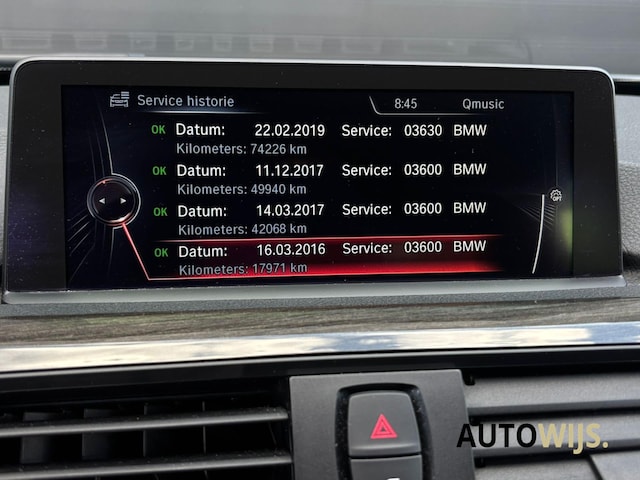 Service historie 8:45 Qmusic
OK Datum: 22.02.2019 Service: 03630 BMW
Kilometers: 74226 km
OK Datum: 11.12.2017 Service: 03600 BMW
Kilometers: 49940 km
OK Datum: 14.03.2017 Service: 03600 BMW
Kilometers: 42068 km
OPT
OK Datum: 16.03.2016 Service: 03600 BMW
Kilometers: 17971 km
AUTOWIJS.